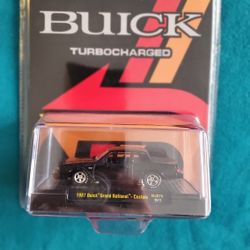 BUICK
TURBOCHARGED
1987 Buick Grand National - Custom